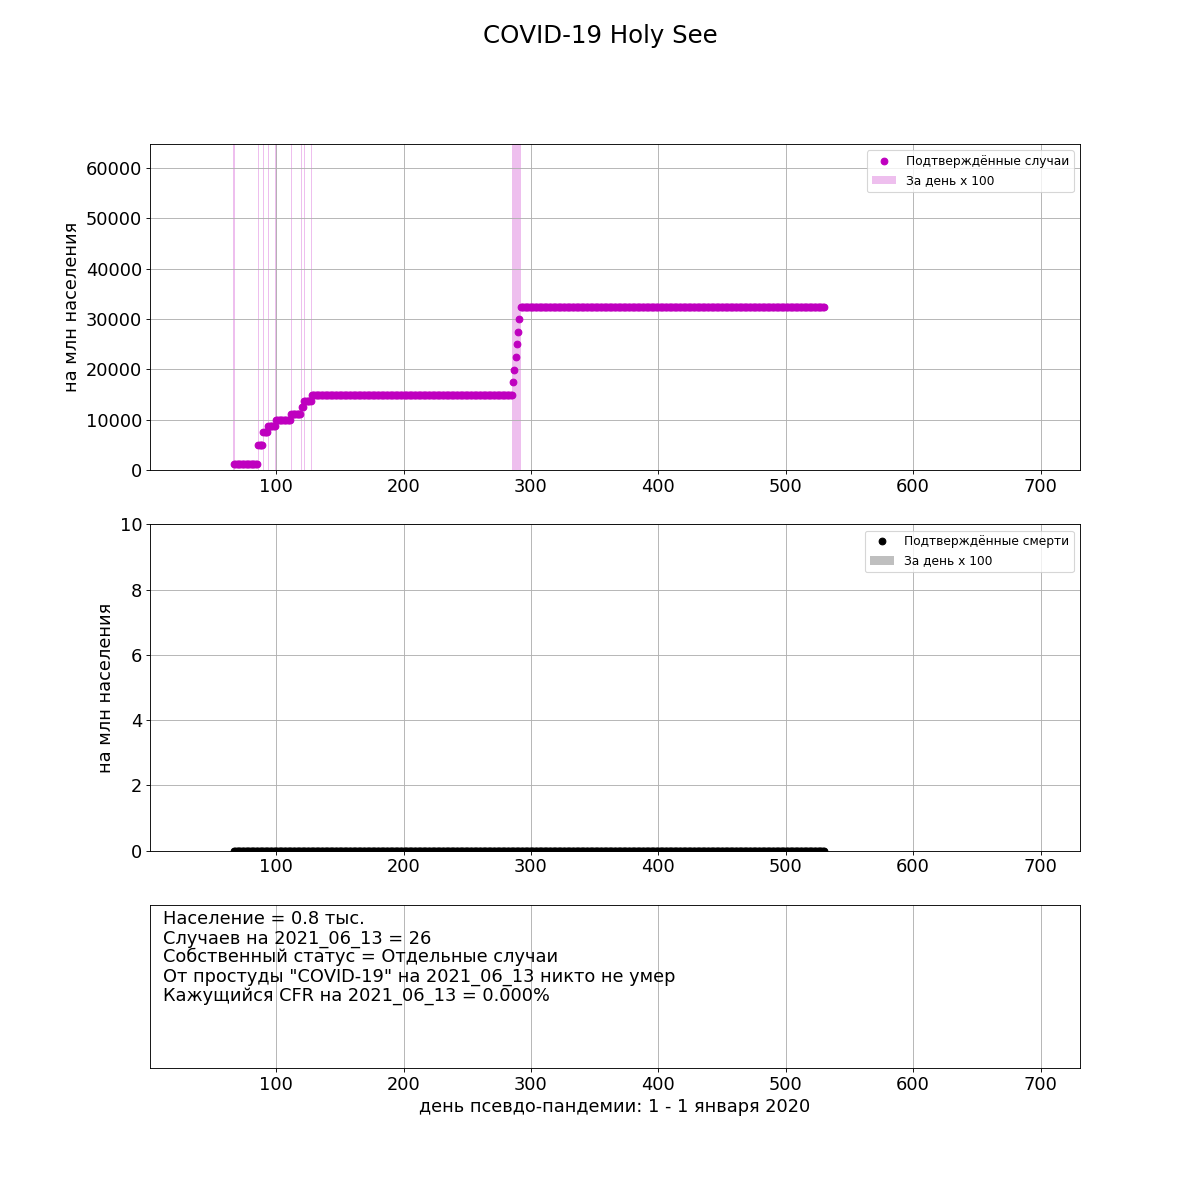 COVID-19 Holy See
60000
50000
40000
30000
20000
10000
0
на млн населения
Подтверждённые случаи
За день x 100
100 200 300 400 500 600 700
10
8
6
4
2
0
на млн населения
Подтверждённые смерти
За день x 100
100 200 300 400 500 600 700
Население = 0.8 тыс.
Случаев на 2021_06_13 = 26
Собственный статус = Отдельные случаи
От простуды "COVID-19" на 2021_06_13 никто не умер
Кажущийся CFR на 2021_06_13 = 0.000%
100 200 300 400 500 600 700
день псевдо-пандемии: 1 - 1 января 2020